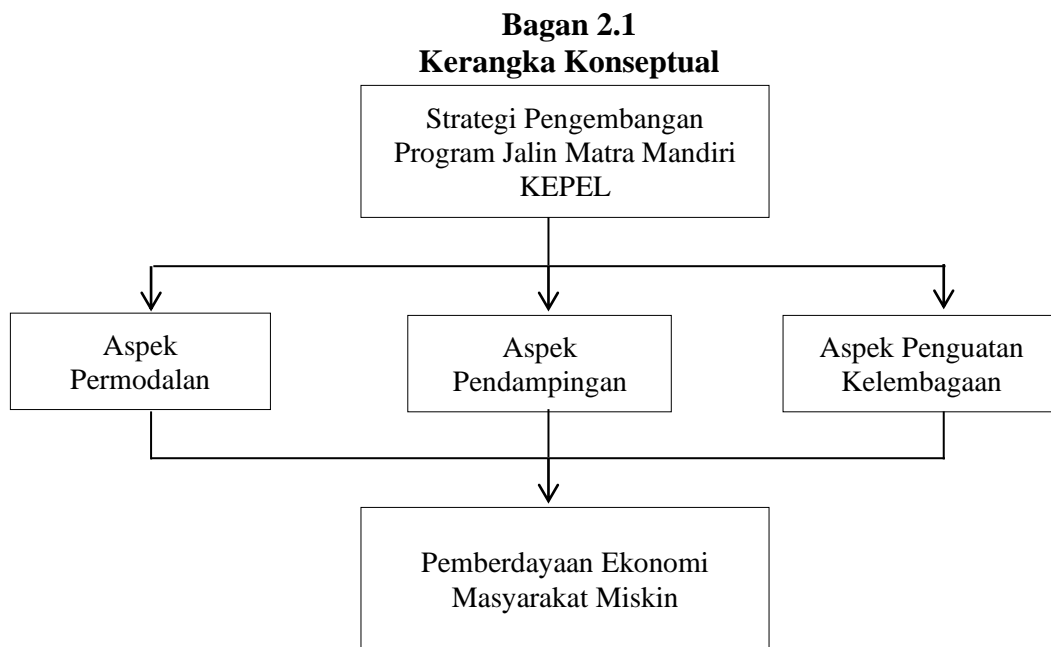 Bagan 2.1
Kerangka Konseptual
Strategi Pengembangan
Program Jalin Matra Mandiri
KEPEL
Aspek
Permodalan
Aspek
Pendampingan
Aspek Penguatan
Kelembagaan
Pemberdayaan Ekonomi
Masyarakat Miskin